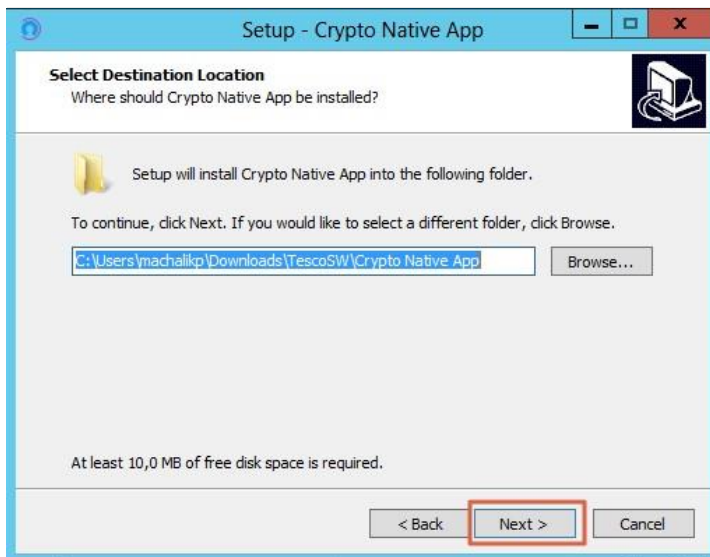 Setup - Crypto Native App
Select Destination Location
Where should Crypto Native App be installed?
Setup will install Crypto Native App into the following folder.
To continue, click Next. If you would like to select a different folder, click Browse.
C:\Users\machalikp\Downloads\TescoSW\Crypto Native App
Browse...
At least 10,0 MB of free disk space is required.
< Back Next > Cancel